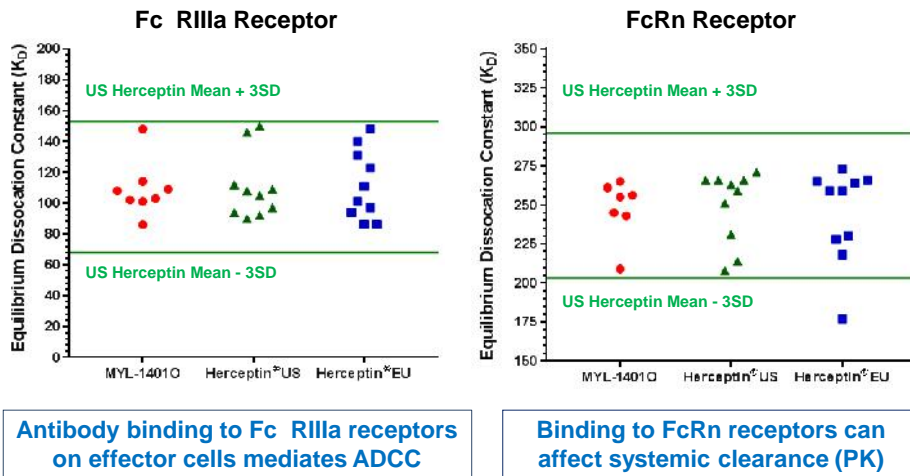 Fc RIIIa Receptor
Equilibrium Dissociation Constant (KD)
200
180
160
140
120
100
80
60
40
20
0
US Herceptin Mean + 3SD
US Herceptin Mean - 3SD
MYL-1401O Herceptin®US Herceptin®EU
Antibody binding to Fc RIIIa receptors
on effector cells mediates ADCC
FcRn Receptor
Equilibrium Dissocation Constant (KD)
350
325
300
275
250
225
200
175
150
US Herceptin Mean + 3SD
US Herceptin Mean - 3SD
MYL-1401O Herceptin®US Herceptin®EU
Binding to FcRn receptors can
affect systemic clearance (PK)